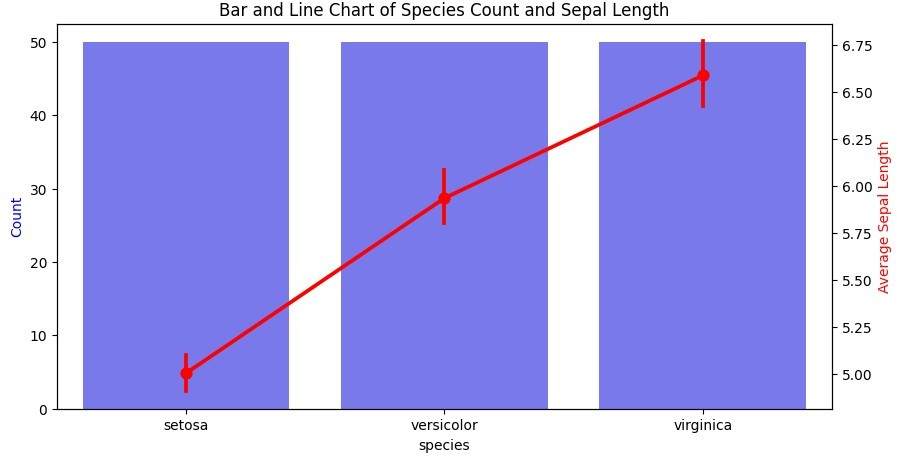 Bar and Line Chart of Species Count and Sepal Length
50
40
30
20
10
0
Count
6.75
6.50
6.25
6.00
5.75
5.50
5.25
5.00
Average Sepal Length
setosa
versicolor
virginica
species